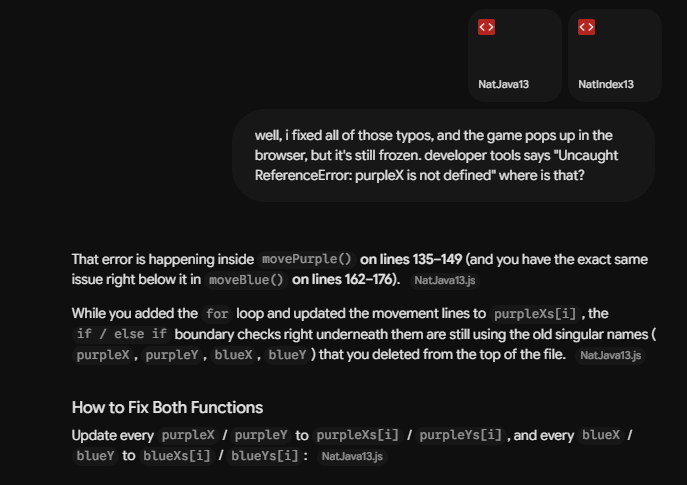 NatJava13 NatIndex13
well, i fixed all of those typos, and the game pops up in the
browser, but it's still frozen. developer tools says "Uncaught
ReferenceError: purpleX is not defined" where is that?
That error is happening inside movePurple() on lines 135–149 (and you have the exact same
issue right below it in moveBlue() on lines 162–176). NatJava13.js
While you added the for loop and updated the movement lines to purpleXs[i], the
if / else if boundary checks right underneath them are still using the old singular names (
purpleX, purpleY, blueX, blueY) that you deleted from the top of the file. NatJava13.js
How to Fix Both Functions
Update every purpleX / purpleY to purpleXs[i] / purpleYs[i], and every blueX /
blueY to blueXs[i] / blueYs[i]: NatJava13.js